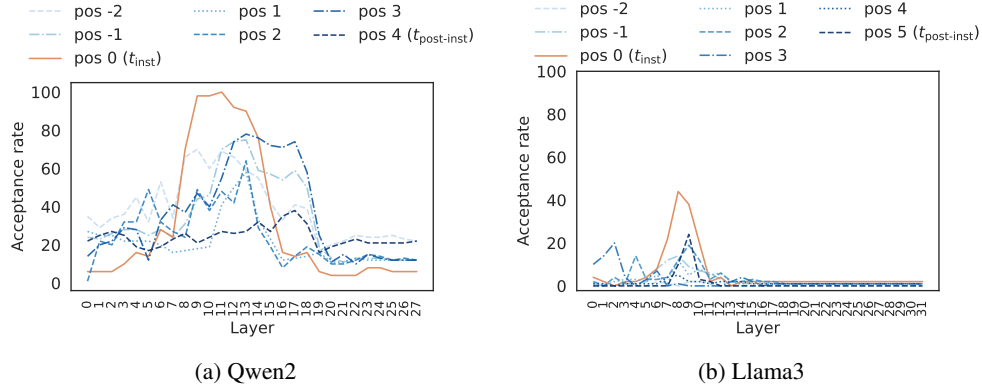 pos -2
pos 1
pos 3
pos -1
pos 2
pos 4 (t_post-inst)
pos 0 (t_inst)
Acceptance rate
100
80
60
40
20
0
0 1 2 3 4 5 6 7 8 9 10 11 12 13 14 15 16 17 18 19 20 21 22 23 24 25 26 27
Layer
(a) Qwen2
pos -2
pos 1
pos 4
pos -1
pos 2
pos 5 (t_post-inst)
pos 0 (t_inst)
pos 3
Acceptance rate
100
80
60
40
20
0
0 1 2 3 4 5 6 7 8 9 10 11 12 13 14 15 16 17 18 19 20 21 22 23 24 25 26 27 28 29 30 31
Layer
(b) Llama3